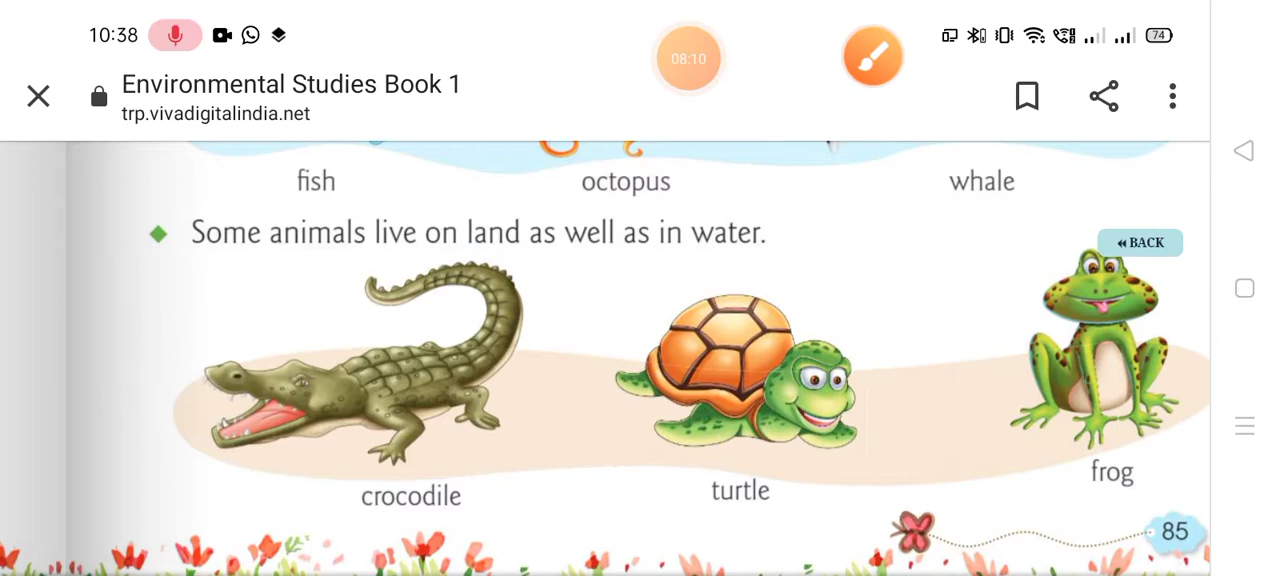 10:38
08:10
74
Environmental Studies Book 1
trp.vivadigitalindia.net
fish octopus whale
Some animals live on land as well as in water.
BACK
crocodile turtle frog
85